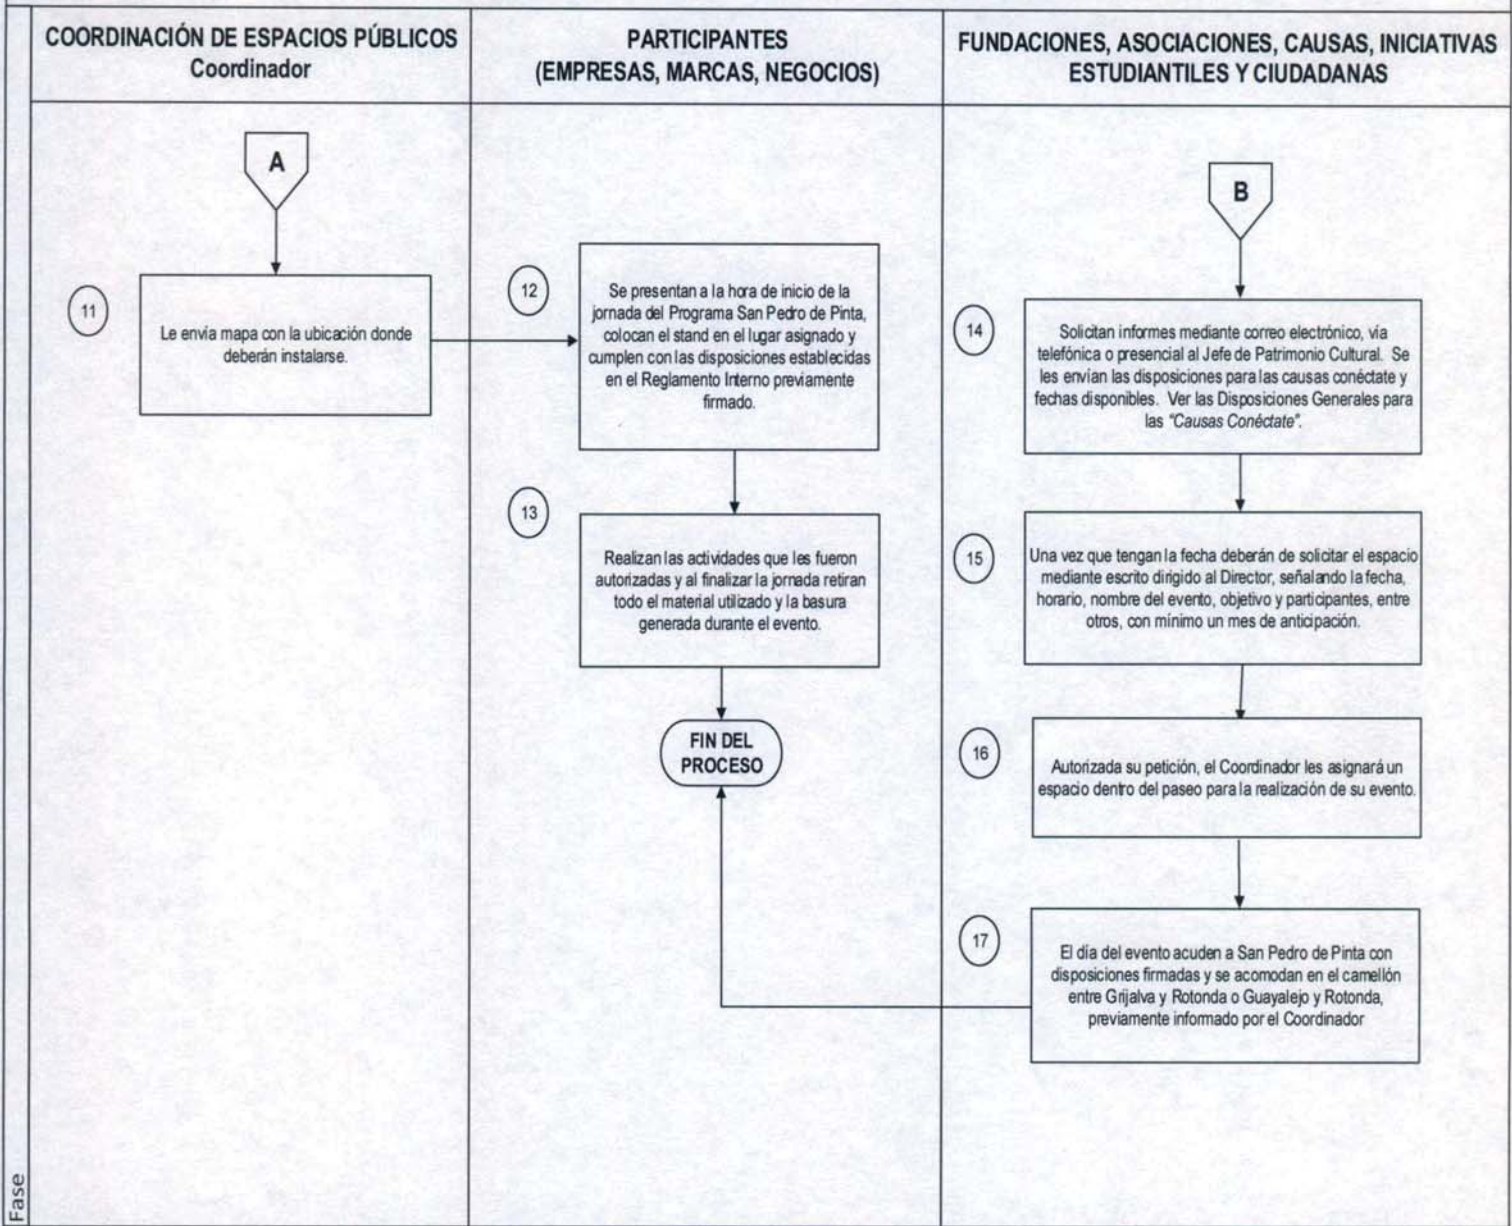 COORDINACIÓN DE ESPACIOS PÚBLICOS
Coordinador
PARTICIPANTES
(EMPRESAS, MARCAS, NEGOCIOS)
FUNDACIONES, ASOCIACIONES, CAUSAS, INICIATIVAS
ESTUDIANTILES Y CIUDADANAS
A
11
Le envía mapa con la ubicación donde
deberán instalarse.
12
Se presentan a la hora de inicio de la
jornada del Programa San Pedro de Pinta,
colocan el stand en el lugar asignado y
cumplen con las disposiciones establecidas
en el Reglamento Interno previamente
firmado.
13
Realizan las actividades que les fueron
autorizadas y al finalizar la jornada retiran
todo el material utilizado y la basura
generada durante el evento.
FIN DEL
PROCESO
B
14
Solicitan informes mediante correo electrónico, vía
telefónica o presencial al Jefe de Patrimonio Cultural. Se
les envían las disposiciones para las causas conéctate y
fechas disponibles. Ver las Disposiciones Generales para
las “Causas Conéctate”.
15
Una vez que tengan la fecha deberán de solicitar el espacio
mediante escrito dirigido al Director, señalando la fecha,
horario, nombre del evento, objetivo y participantes, entre
otros, con mínimo un mes de anticipación.
16
Autorizada su petición, el Coordinador les asignará un
espacio dentro del paseo para la realización de su evento.
17
El día del evento acuden a San Pedro de Pinta con
disposiciones firmadas y se acomodan en el camellón
entre Grijalva y Rotonda o Guayalejo y Rotonda,
previamente informado por el Coordinador
Fase